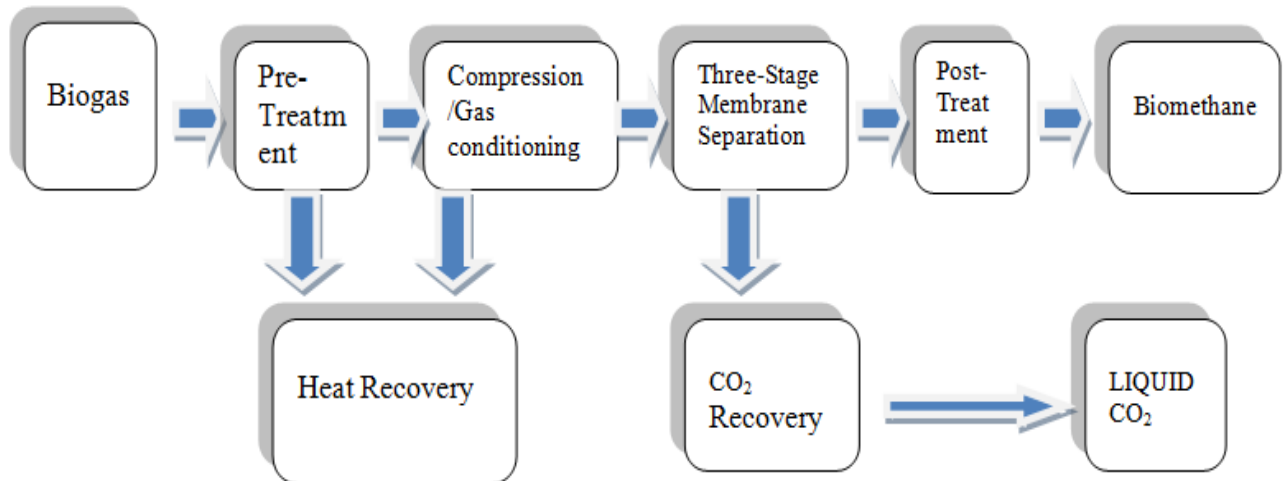 Biogas
Pre-
Treatm
ent
Compression
/Gas
conditioning
Three-Stage
Membrane
Separation
Post-
Treat
ment
Biomethane
Heat Recovery
CO₂
Recovery
LIQUID
CO₂